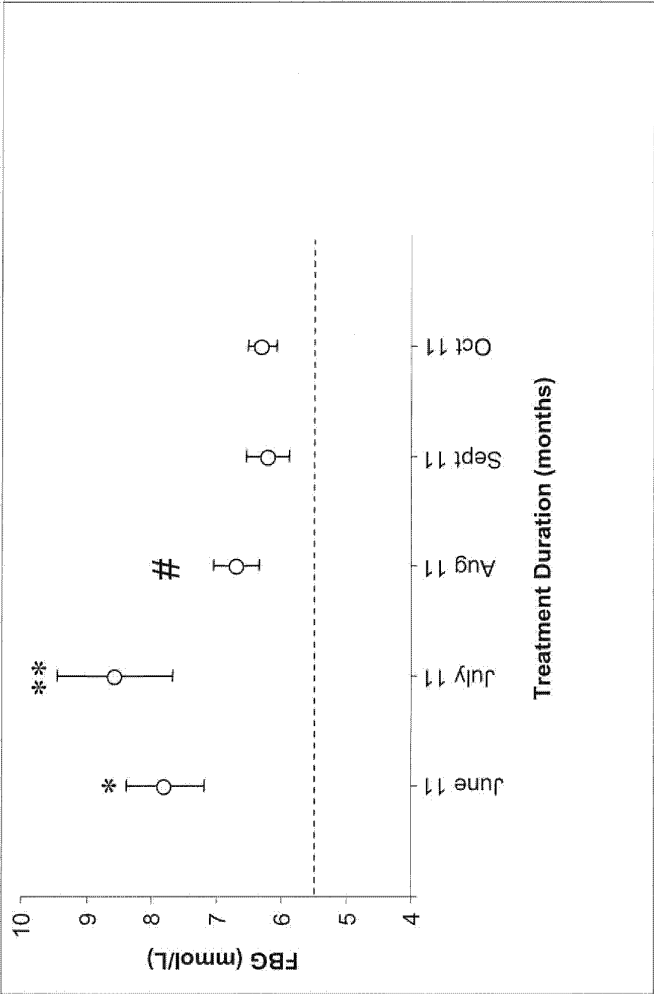 **
*
#
10
9
8
7
6
5
4
FBG (mmol/L)
June 11
July 11
Aug 11
Sept 11
Oct 11
Treatment Duration (months)